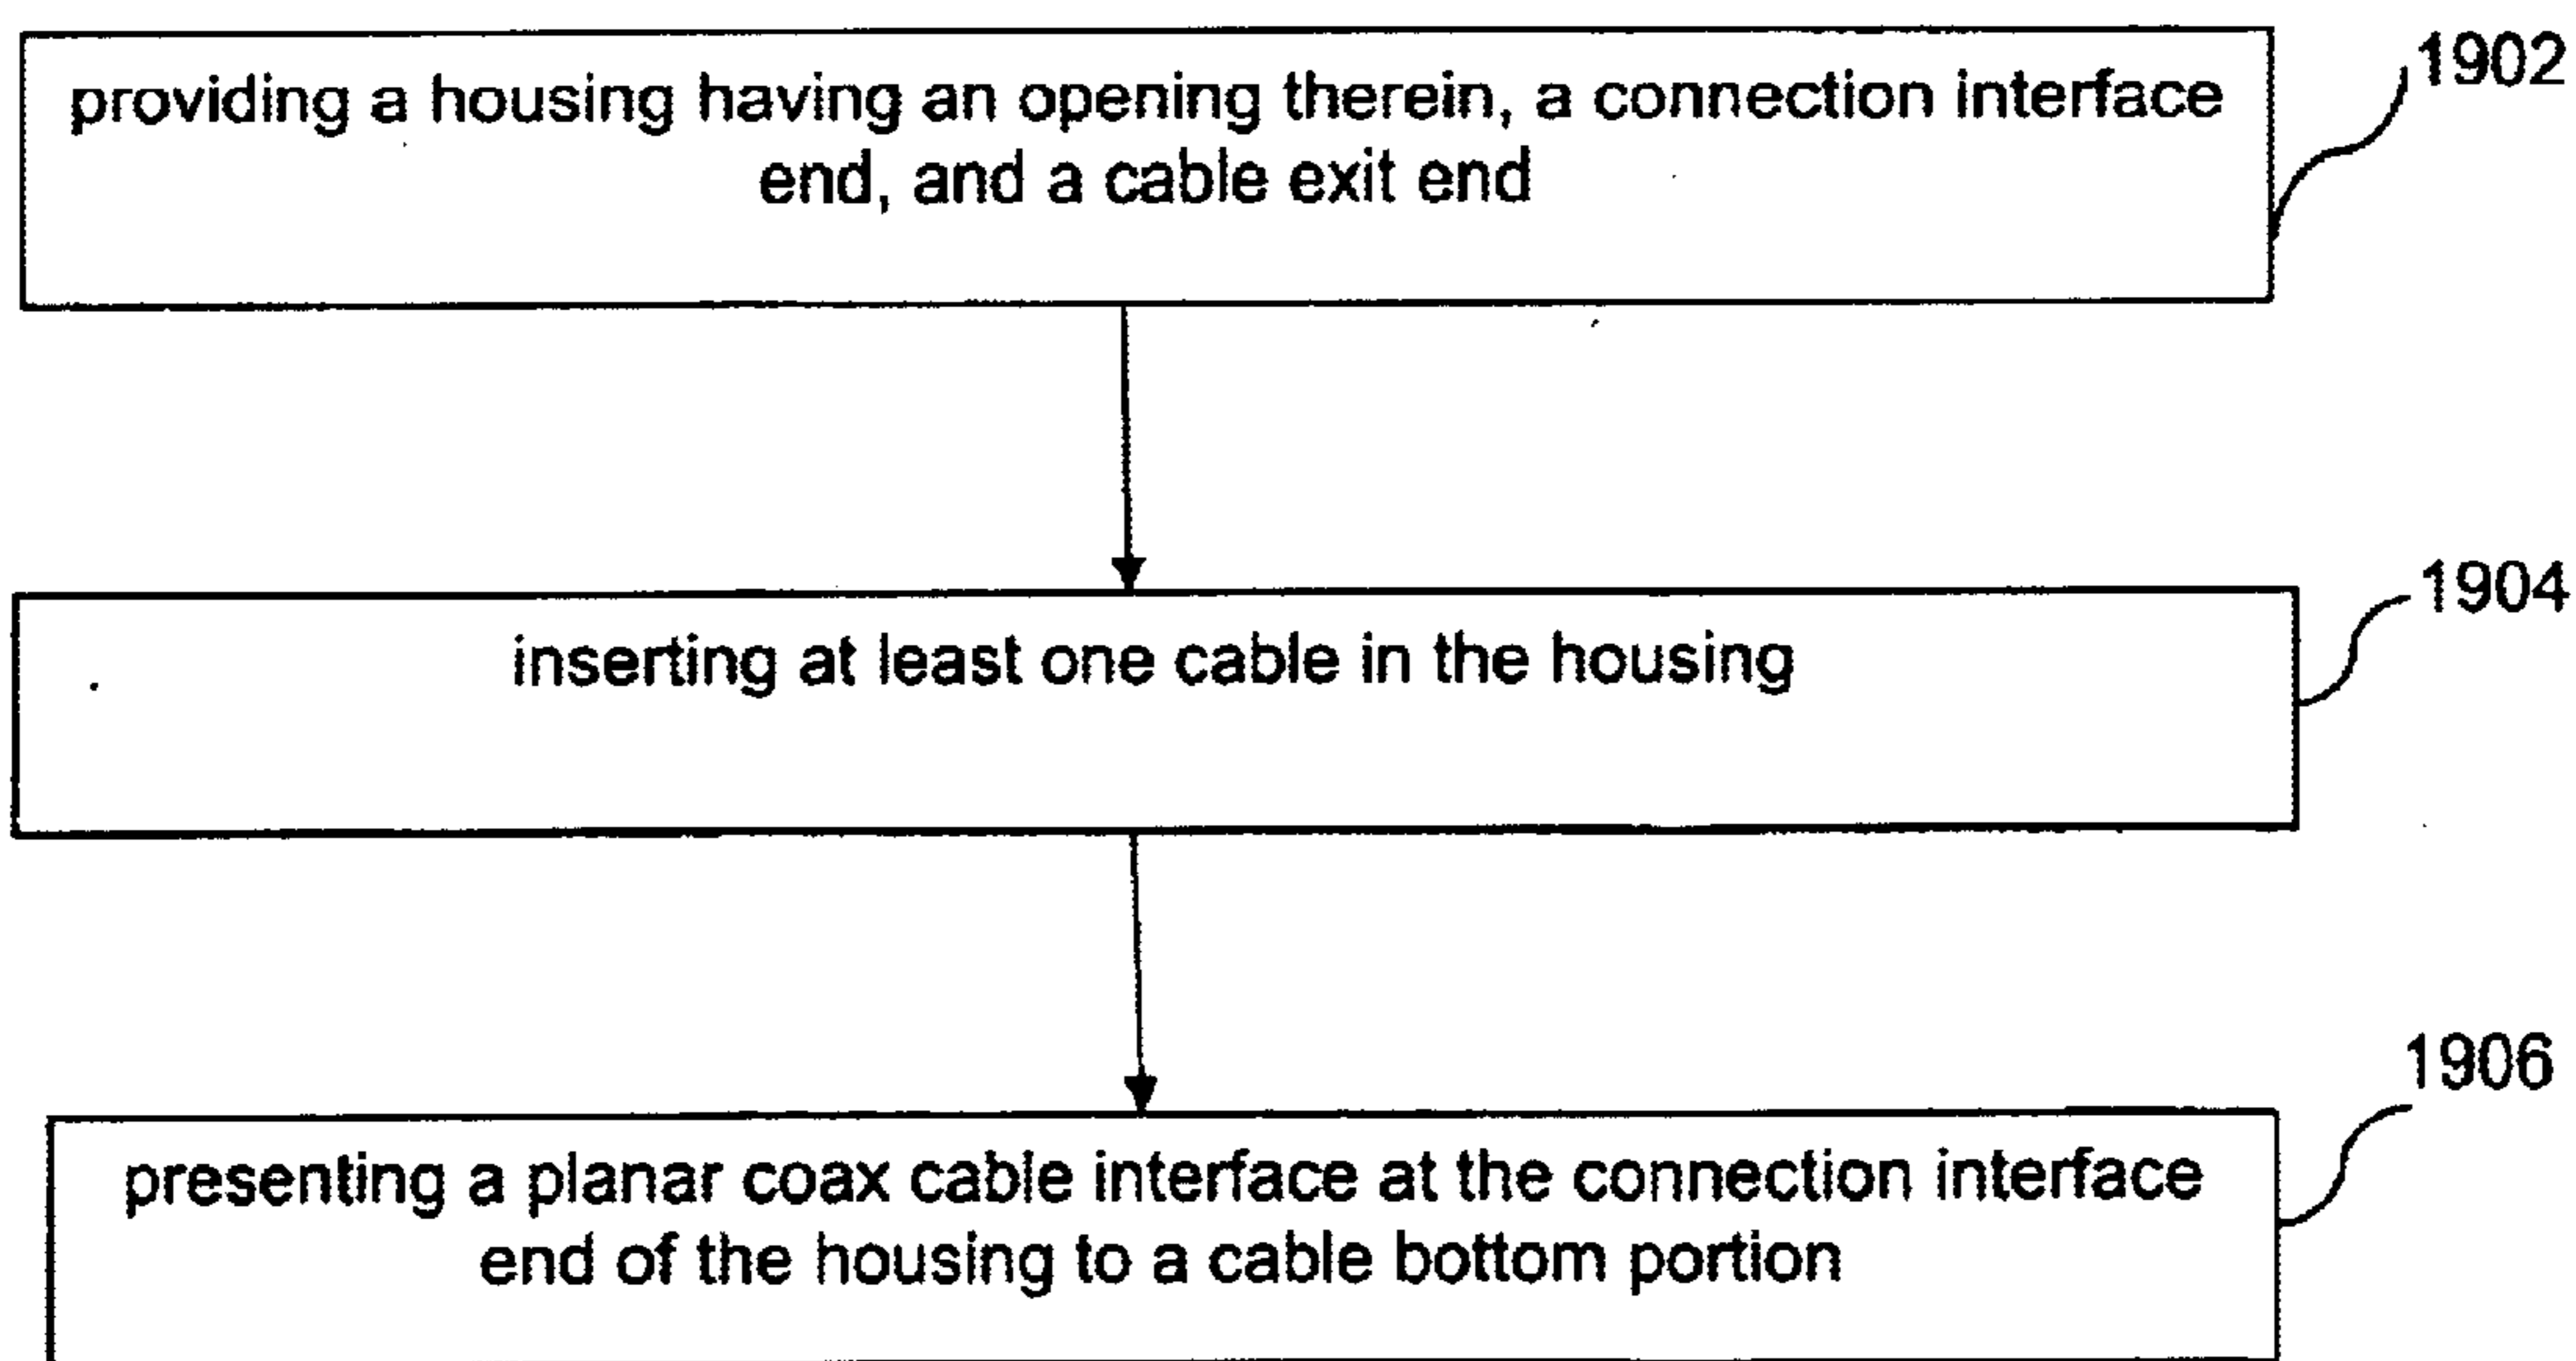 providing a housing having an opening therein, a connection interface
end, and a cable exit end
1902
inserting at least one cable in the housing
1904
presenting a planar coax cable interface at the connection interface
end of the housing to a cable bottom portion
1906